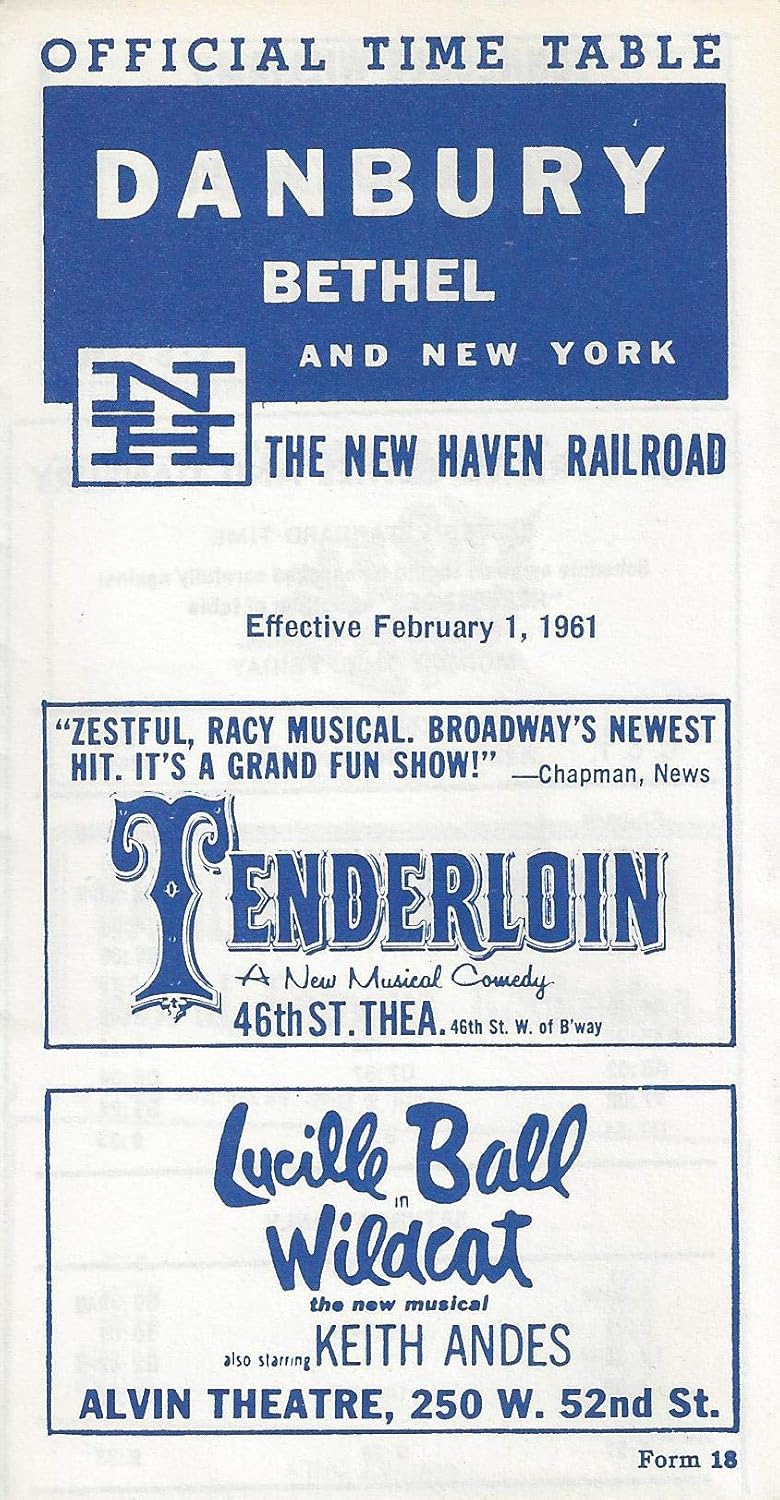 OFFICIAL TIME TABLE
DANBURY
BETHEL
AND NEW YORK
NH
THE NEW HAVEN RAILROAD
Effective February 1, 1961
"ZESTFUL, RACY MUSICAL. BROADWAY'S NEWEST
HIT. IT'S A GRAND FUN SHOW!" —Chapman, News
TENDERLOIN
A New Musical Comedy
46th ST. THEA. 46th St. W. of B'way
Lucille Ball
in
Wildcat
the new musical
also starring KEITH ANDES
ALVIN THEATRE, 250 W. 52nd St.
Form 18